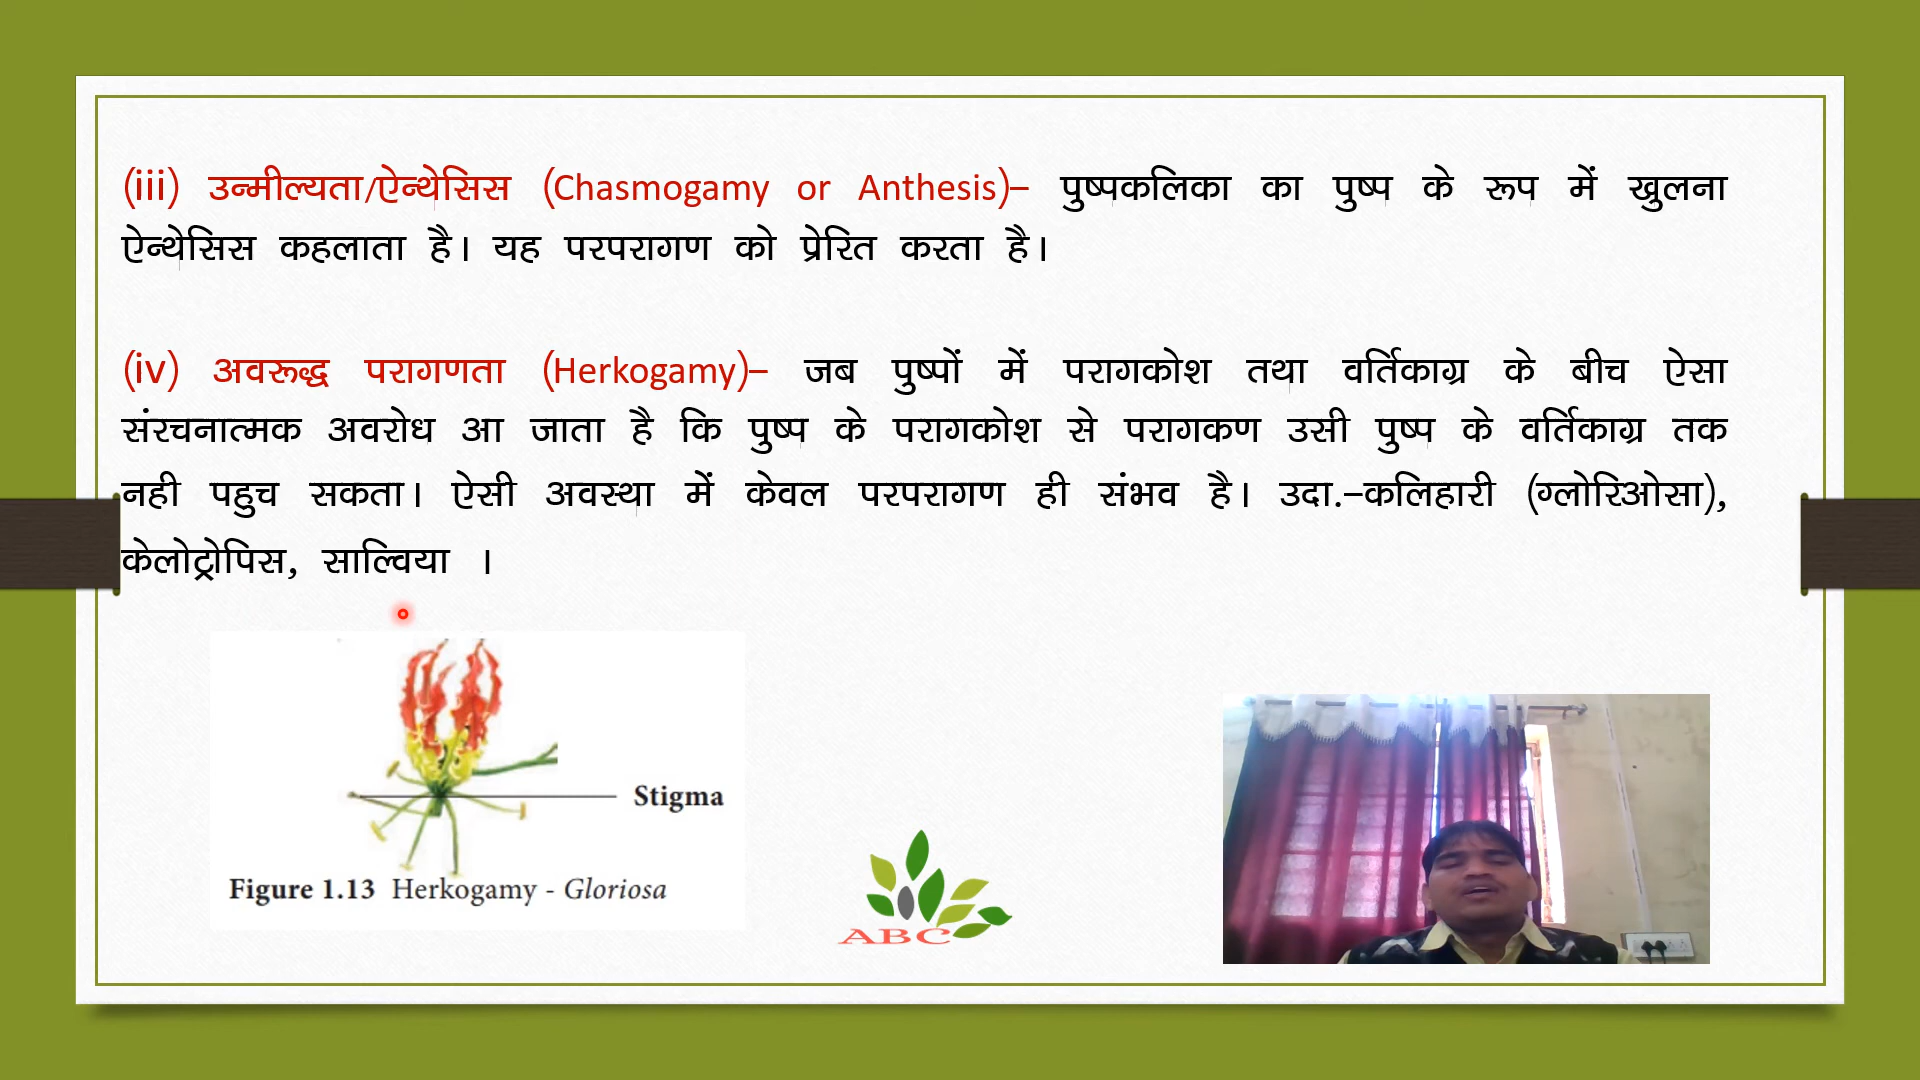 (iii) उन्मील्यता/ऐन्थेसिस (Chasmogamy or Anthesis)– पुष्पकलिका का पुष्प के रूप में खुलना
ऐन्थेसिस कहलाता है। यह परपरागण को प्रेरित करता है।
(iv) अवरूद्ध परागणता (Herkogamy)– जब पुष्पों में परागकोश तथा वर्तिकाग्र के बीच ऐसा
संरचनात्मक अवरोध आ जाता है कि पुष्प के परागकोश से परागकण उसी पुष्प के वर्तिकाग्र तक
नही पहुच सकता। ऐसी अवस्था में केवल परपरागण ही संभव है। उदा.–कलिहारी (ग्लोरिओसा),
केलोट्रोपिस, साल्विया ।
Stigma
Figure 1.13 Herkogamy - Gloriosa
ABC